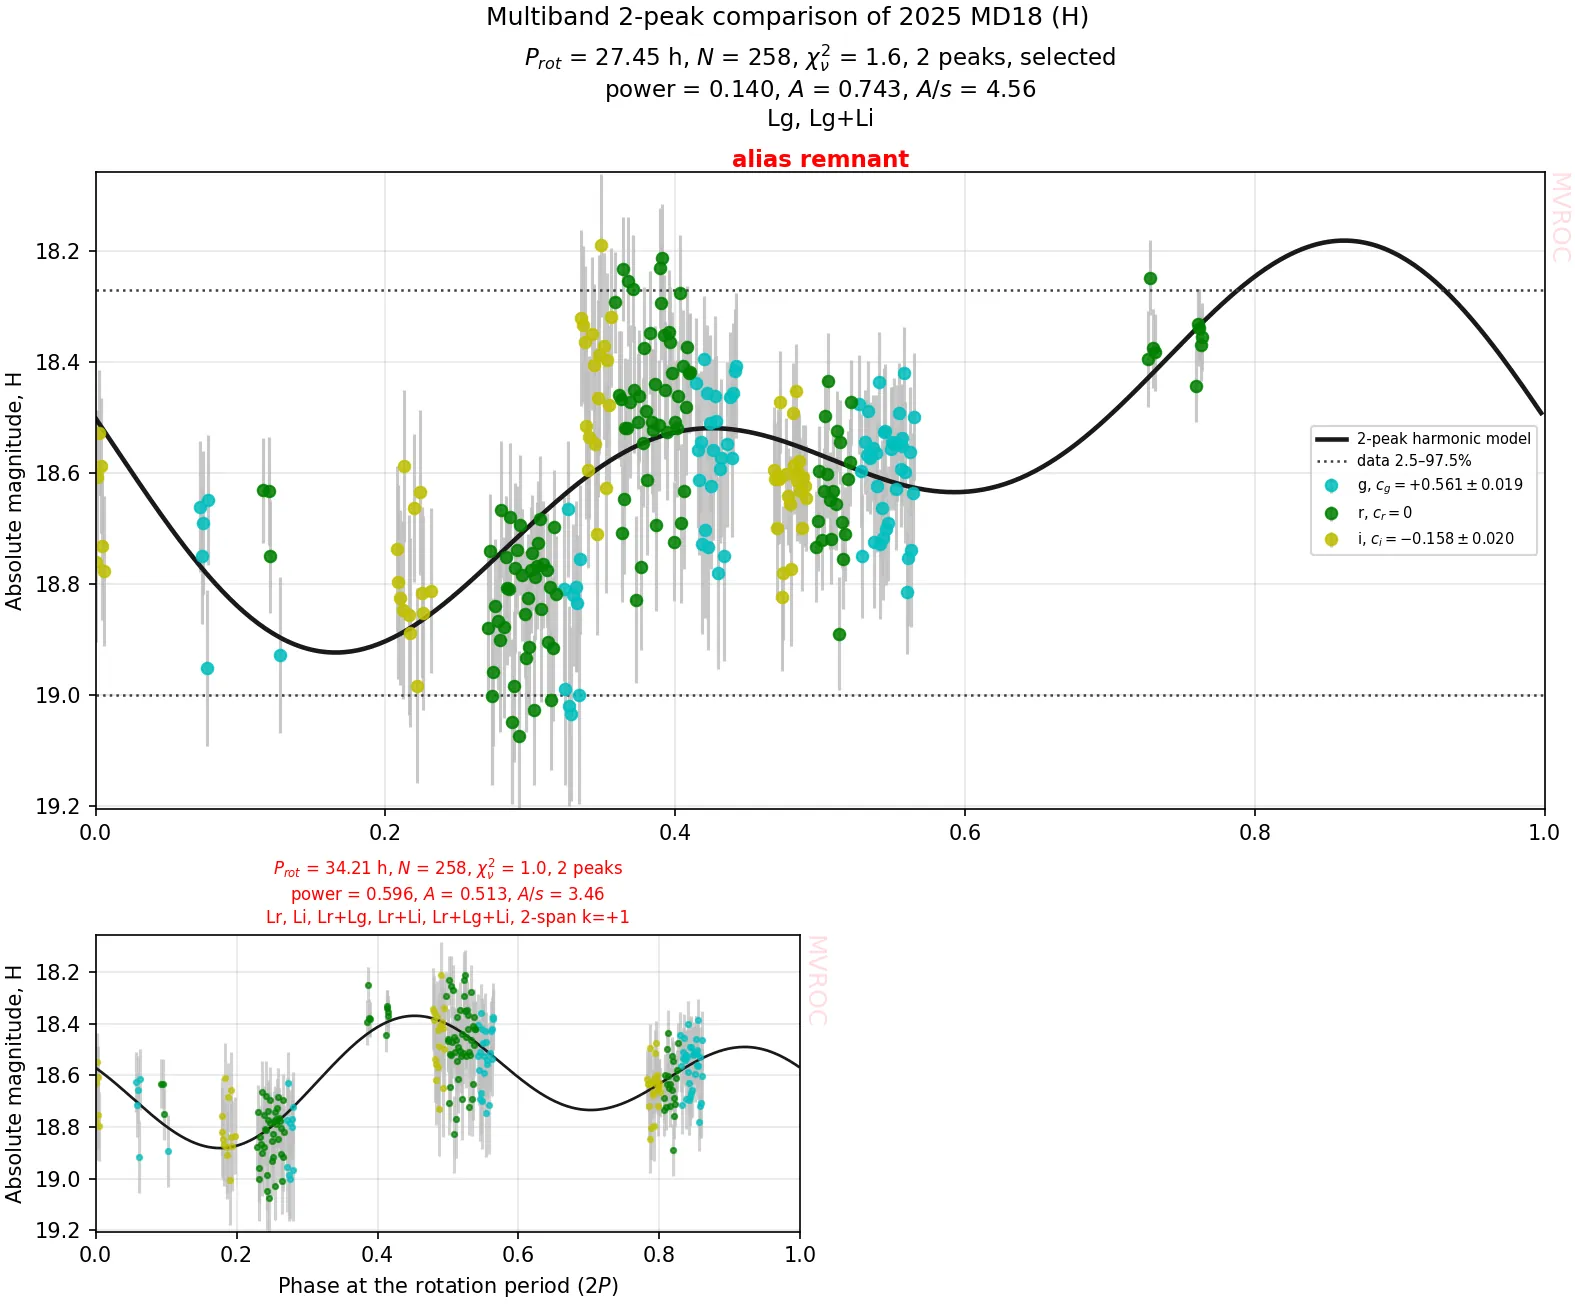 Multiband 2-peak comparison of 2025 MD18 (H)
P_rot = 27.45 h, N = 258, χ²_ν = 1.6, 2 peaks, selected
power = 0.140, A = 0.743, A/s = 4.56
Lg, Lg+Li
alias remnant
MVROC
Absolute magnitude, H
18.2
18.4
18.6
18.8
19.0
19.2
0.0
0.2
0.4
0.6
0.8
1.0
2-peak harmonic model
data 2.5–97.5%
g, c_g = +0.561 ± 0.019
r, c_r = 0
i, c_i = −0.158 ± 0.020
P_rot = 34.21 h, N = 258, χ²_ν = 1.0, 2 peaks
power = 0.596, A = 0.513, A/s = 3.46
Lr, Li, Lr+Lg, Lr+Li, Lr+Lg+Li, 2-span k=+1
MVROC
Absolute magnitude, H
18.2
18.4
18.6
18.8
19.0
19.2
0.0
0.2
0.4
0.6
0.8
1.0
Phase at the rotation period (2P)